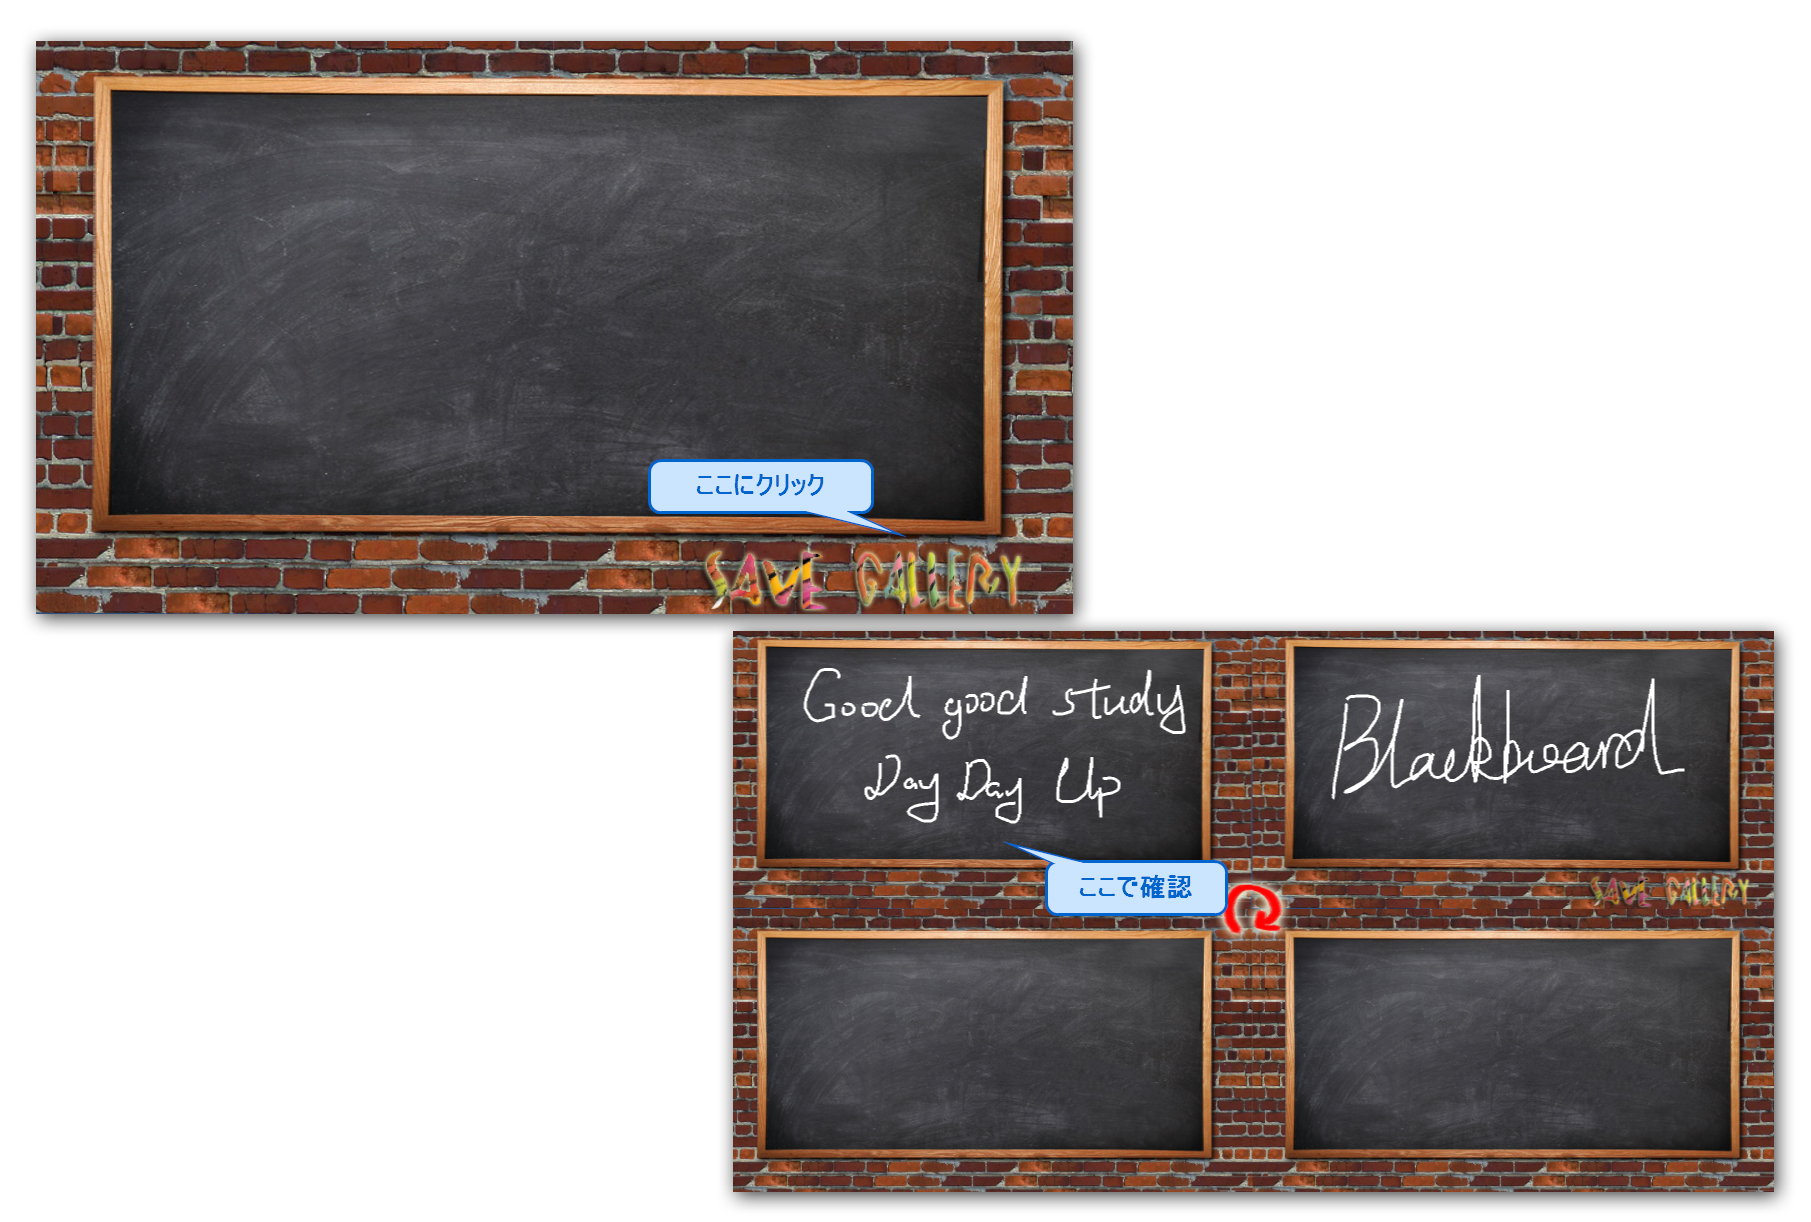 ここにクリック
SAVE GALLERY
Good good study
Day Day Up
Blackboard
ここで確認
SAVE GALLERY